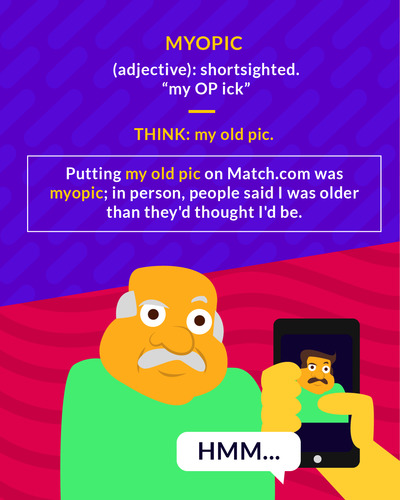 MYOPIC
(adjective): shortsighted.
“my OP ick”
THINK: my old pic.
Putting my old pic on Match.com was
myopic; in person, people said I was older
than they'd thought I'd be.
HMM...